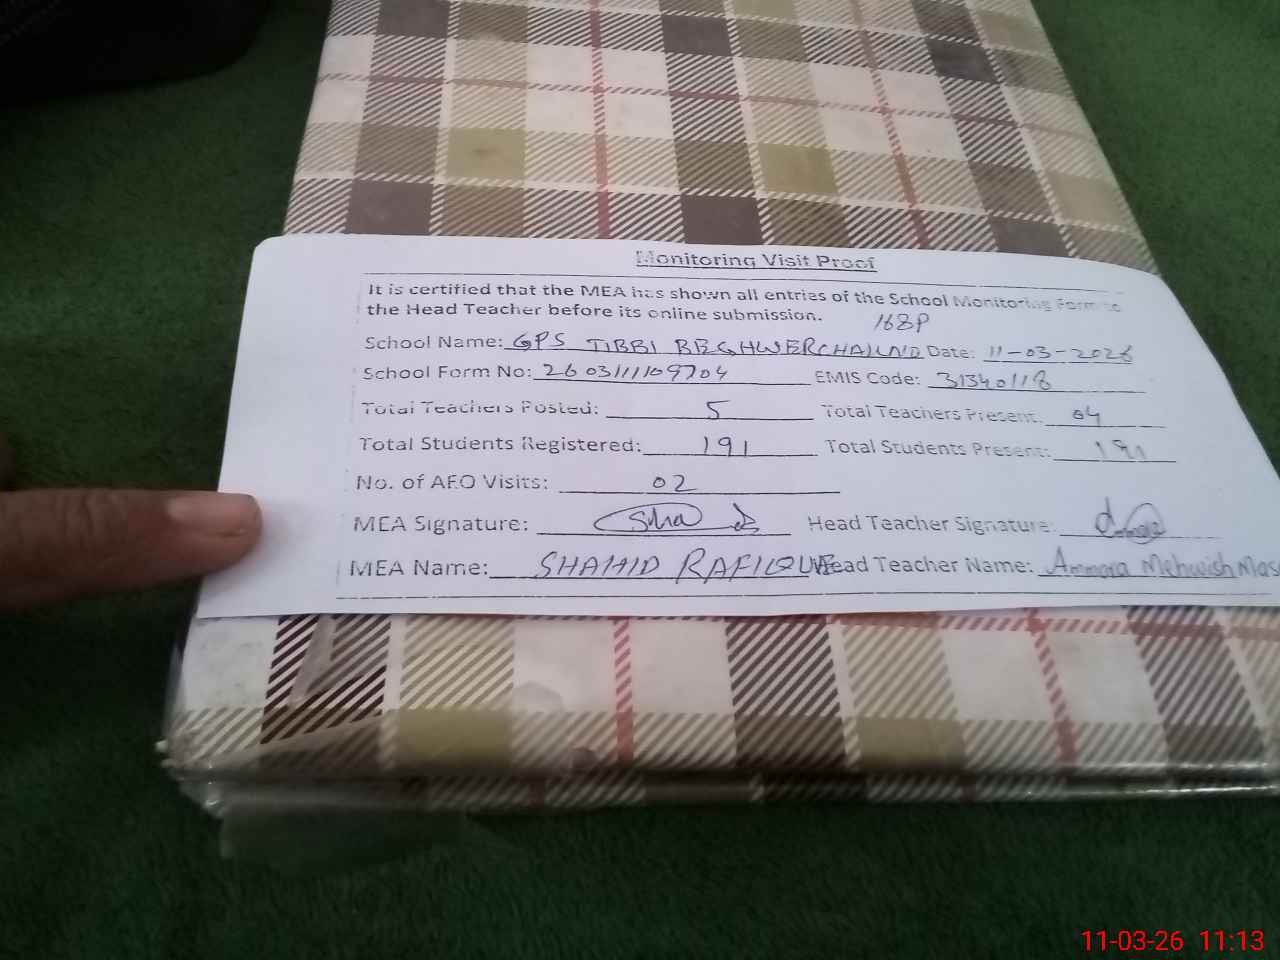 Monitoring Visit Proof
It is certified that the MEA has shown all entries of the School Monitoring Form to
the Head Teacher before its online submission.
168P
School Name: GPS TIBBI Date: 11-03-2026
School Form No: EMIS Code: 31340118
Total Teachers Posted: 5 Total Teachers Present: 04
Total Students Registered: 191 Total Students Present:
No. of AEO Visits: 02
MEA Signature: Head Teacher Signature:
MEA Name: SHAHID RAFIQUE Head Teacher Name: Ammara Mehwish
11-03-26 11:13